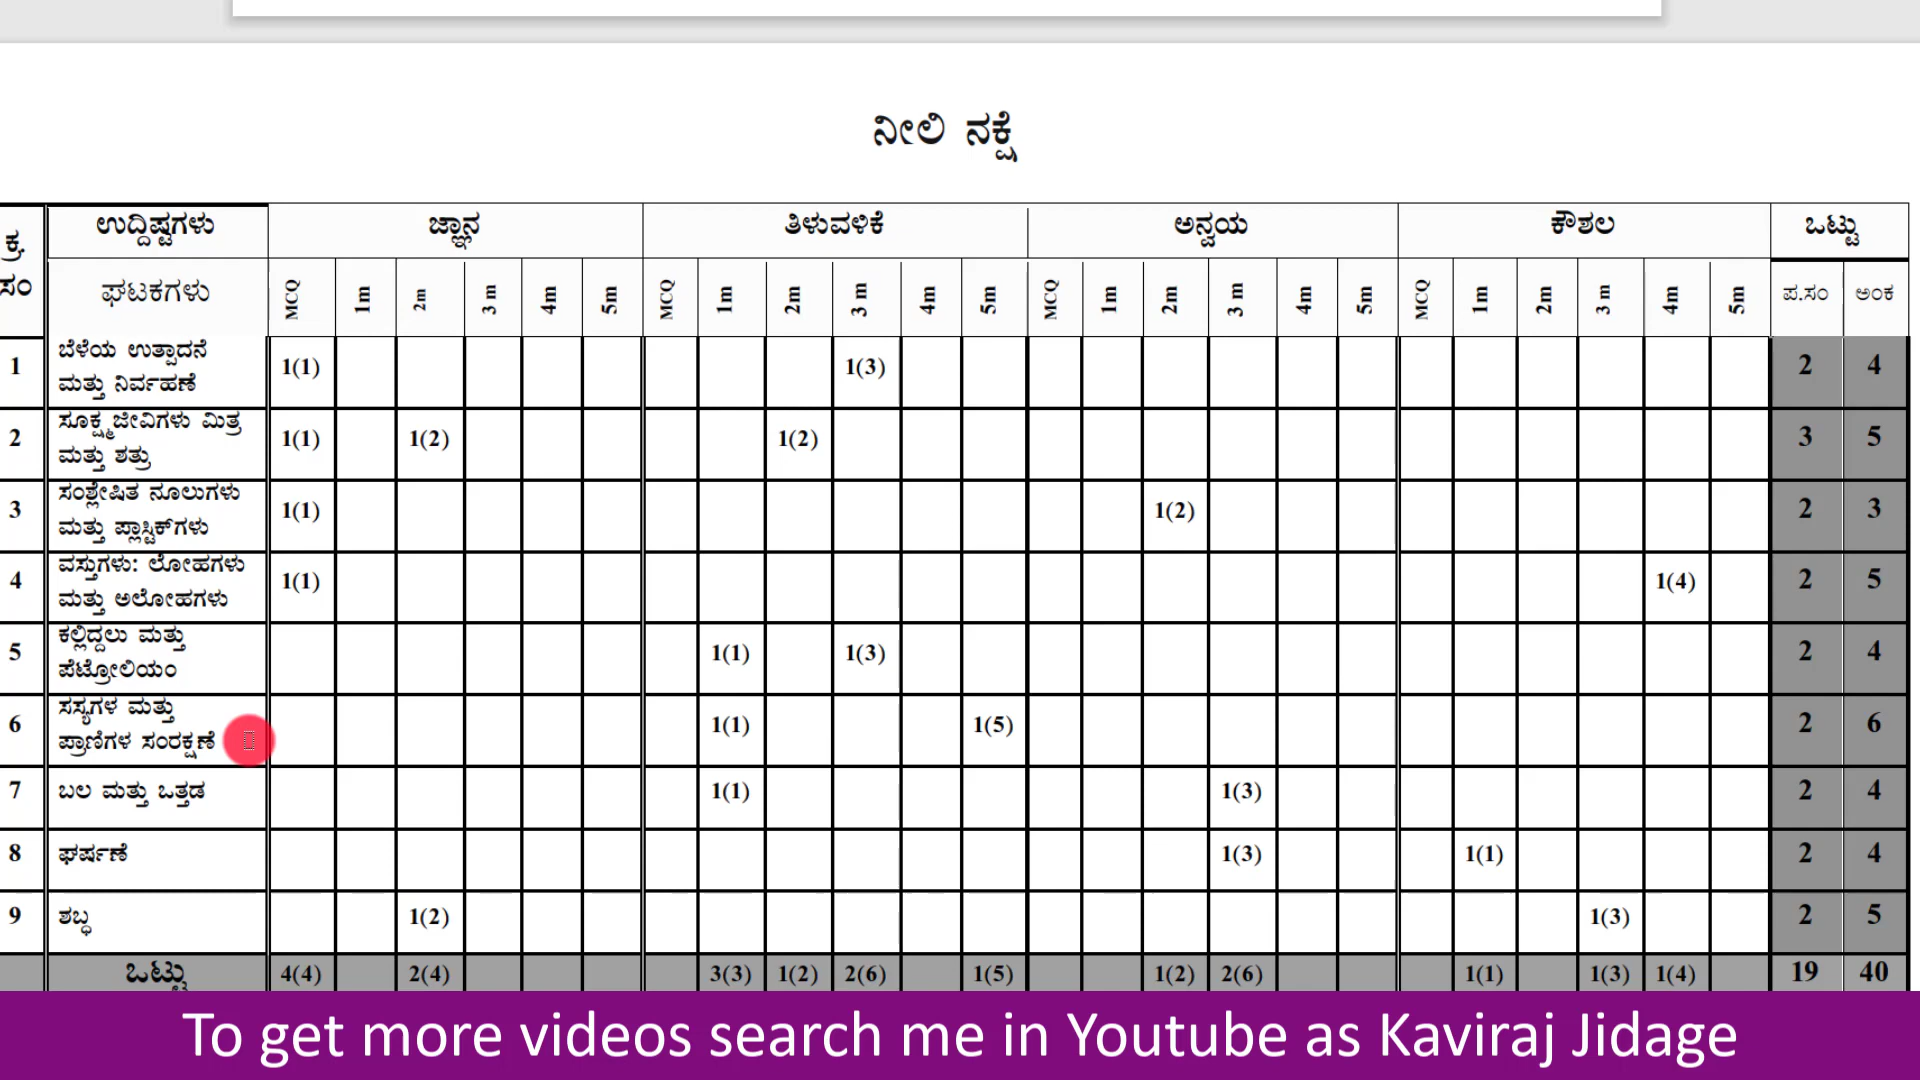 ನೀಲಿ ನಕ್ಷೆ
ಕ್ರ. ಸಂ ಉದ್ದಿಷ್ಟಗಳು ಜ್ಞಾನ ತಿಳುವಳಿಕೆ ಅನ್ವಯ ಕೌಶಲ ಒಟ್ಟು
ಘಟಕಗಳು MCQ 1m 2m 3 m 4m 5m MCQ 1m 2m 3 m 4m 5m MCQ 1m 2m 3 m 4m 5m MCQ 1m 2m 3 m 4m 5m ಪ.ಸಂ ಅಂಕ
1 ಬೆಳೆಯ ಉತ್ಪಾದನೆ
ಮತ್ತು ನಿರ್ವಹಣೆ 1(1) 1(3) 2 4
2 ಸೂಕ್ಷ್ಮಜೀವಿಗಳು ಮಿತ್ರ
ಮತ್ತು ಶತ್ರು 1(1) 1(2) 1(2) 3 5
3 ಸಂಶ್ಲೇಷಿತ ನೂಲುಗಳು
ಮತ್ತು ಪ್ಲಾಸ್ಟಿಕ್‌ಗಳು 1(1) 1(2) 2 3
4 ವಸ್ತುಗಳು: ಲೋಹಗಳು
ಮತ್ತು ಅಲೋಹಗಳು 1(1) 1(4) 2 5
5 ಕಲ್ಲಿದ್ದಲು ಮತ್ತು
ಪೆಟ್ರೋಲಿಯಂ 1(1) 1(3) 2 4
6 ಸಸ್ಯಗಳ ಮತ್ತು
ಪ್ರಾಣಿಗಳ ಸಂರಕ್ಷಣೆ 1(1) 1(5) 2 6
7 ಬಲ ಮತ್ತು ಒತ್ತಡ 1(1) 1(3) 2 4
8 ಘರ್ಷಣೆ 1(3) 1(1) 2 4
9 ಶಬ್ಧ 1(2) 1(3) 2 5
ಒಟ್ಟು 4(4) 2(4) 3(3) 1(2) 2(6) 1(5) 1(2) 2(6) 1(1) 1(3) 1(4) 19 40
To get more videos search me in Youtube as Kaviraj Jidage